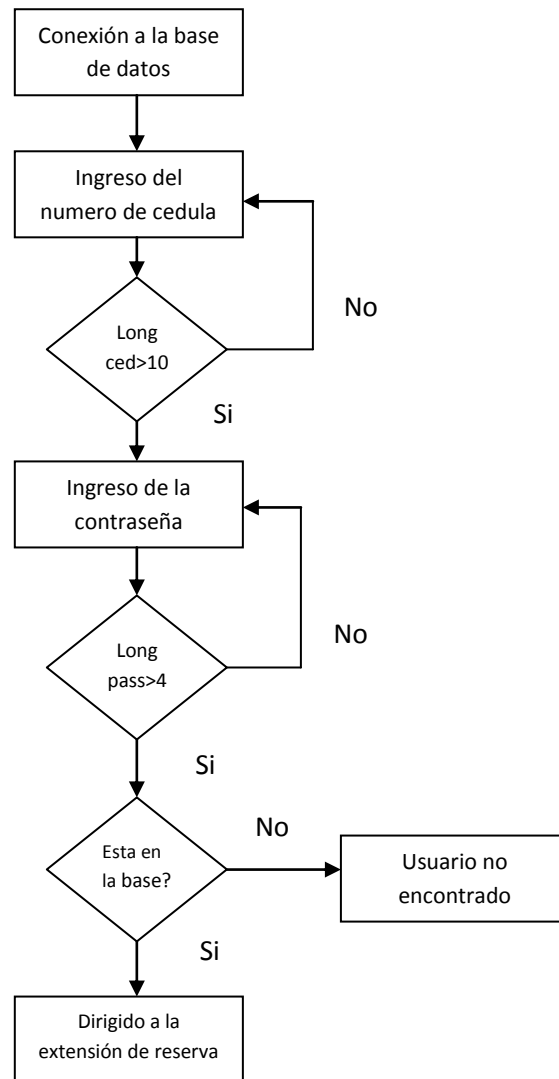 Conexión a la base
de datos
Ingreso del
numero de cedula
No
Long
ced>10
Si
Ingreso de la
contraseña
No
Long
pass>4
Si
No
Esta en
la base?
Usuario no
encontrado
Si
Dirigido a la
extensión de reserva